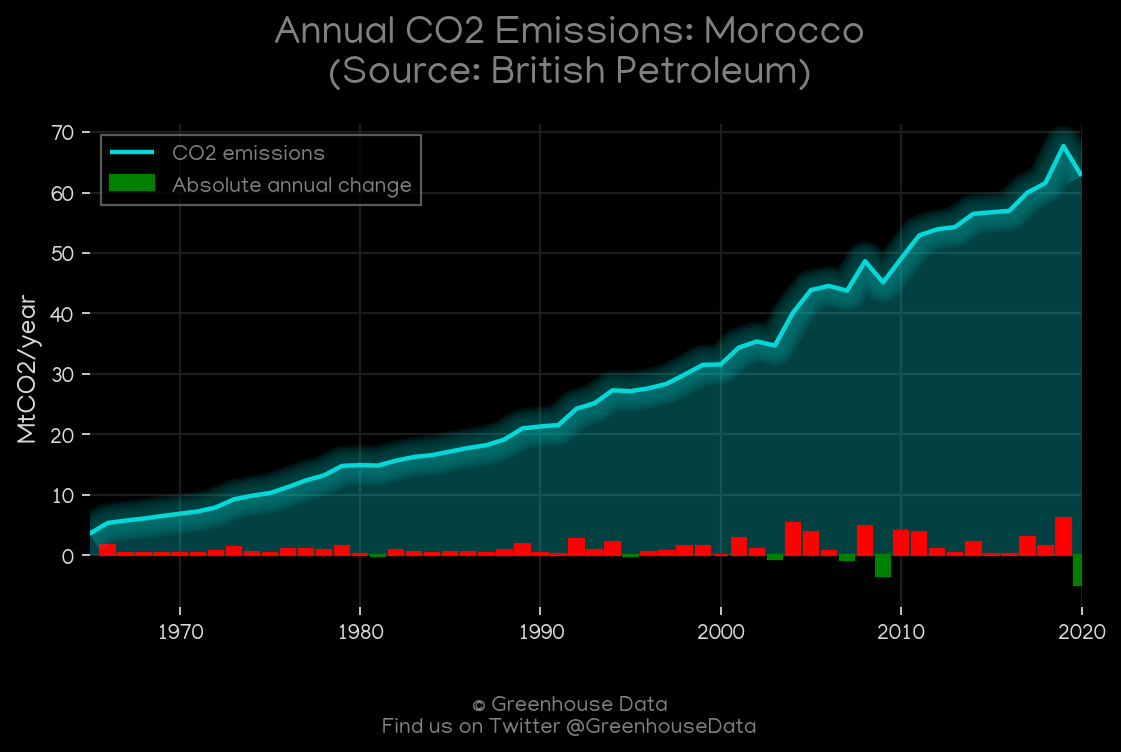 Annual CO2 Emissions: Morocco
(Source: British Petroleum)
70
60
50
40
30
20
10
0
MtCO2/year
CO2 emissions
Absolute annual change
1970
1980
1990
2000
2010
2020
© Greenhouse Data
Find us on Twitter @GreenhouseData